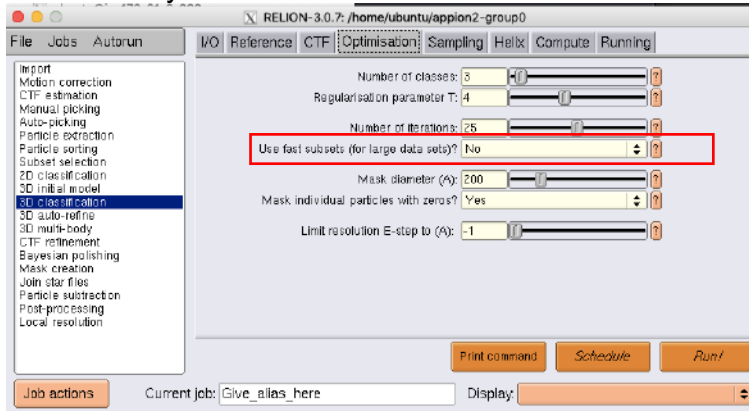 RELION-3.0.7: /home/ubuntu/appion2-group0
File Jobs Autorun
I/O Reference CTF Optimisation Sampling Helix Compute Running
Import
Motion correction
CTF estimation
Manual picking
Auto-picking
Particle extraction
Particle sorting
Subset selection
2D classification
3D initial model
3D classification
3D auto-refine
3D multi-body
CTF refinement
Bayesian polishing
Mask creation
Join star files
Particle subtraction
Post-processing
Local resolution
Number of classes: 3 ?
Regularisation parameter T: 4 ?
Number of iterations: 25 ?
Use fast subsets (for large data sets)? No ?
Mask diameter (A): 200 ?
Mask individual particles with zeros? Yes ?
Limit resolution E-step to (A): -1 ?
Print command Schedule Run!
Job actions Current job: Give_alias_here Display: